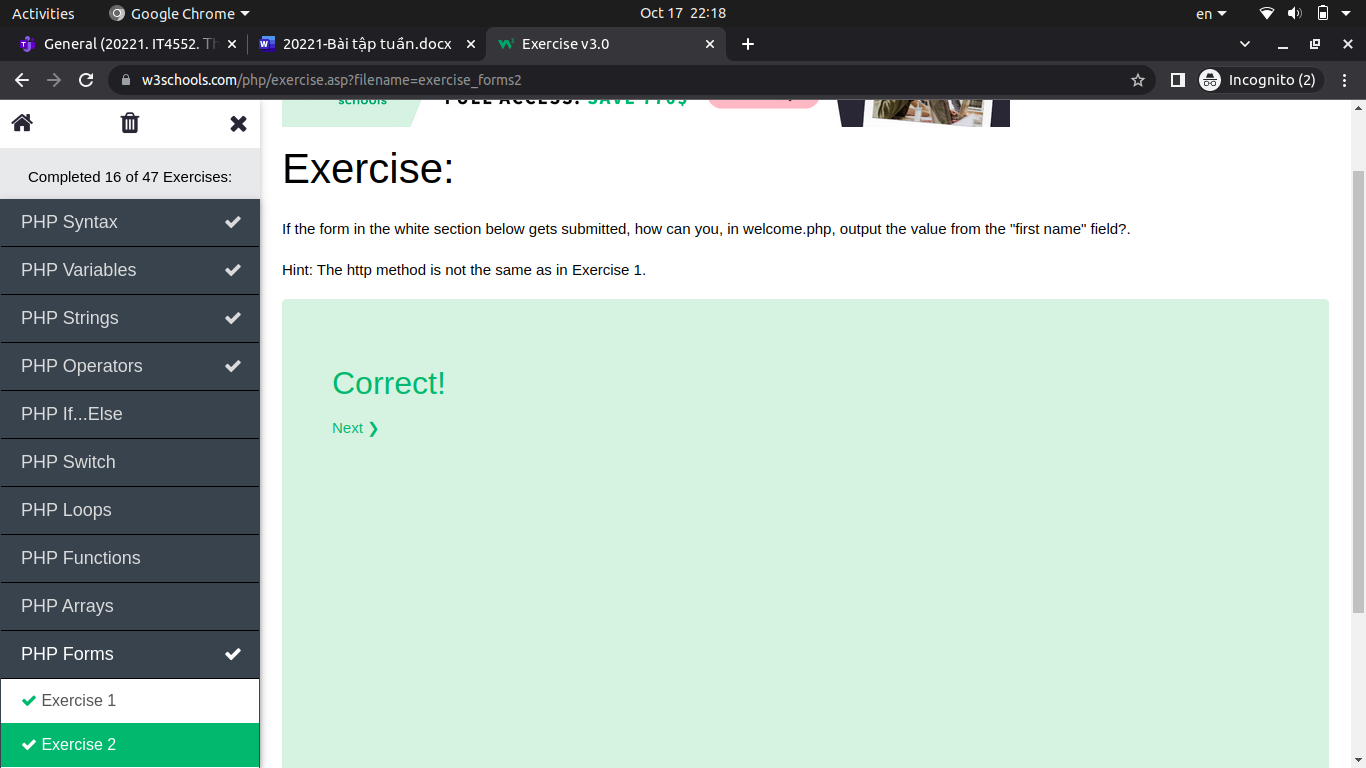 Activities Google Chrome Oct 17 22:18 en
General (20221. IT4552. Th 20221-Bài tập tuần.docx Exercise v3.0
w3schools.com/php/exercise.asp?filename=exercise_forms2 Incognito (2)
schools
FULL ACCESS. SAVE 770$
Exercise:
Completed 16 of 47 Exercises:
PHP Syntax
PHP Variables
PHP Strings
PHP Operators
PHP If...Else
PHP Switch
PHP Loops
PHP Functions
PHP Arrays
PHP Forms
Exercise 1
Exercise 2
If the form in the white section below gets submitted, how can you, in welcome.php, output the value from the "first name" field?.
Hint: The http method is not the same as in Exercise 1.
Correct!
Next ❯